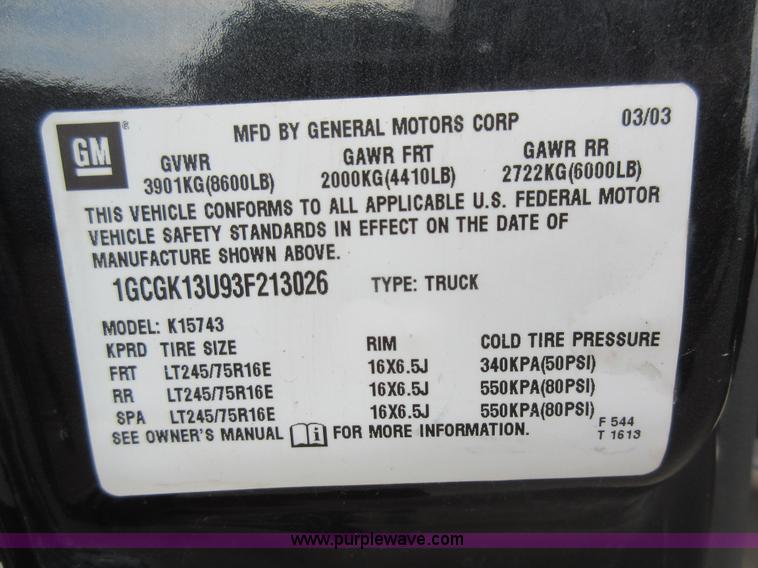 GM®
MFD BY GENERAL MOTORS CORP 03/03
GVWR GAWR FRT GAWR RR
3901KG(8600LB) 2000KG(4410LB) 2722KG(6000LB)
THIS VEHICLE CONFORMS TO ALL APPLICABLE U.S. FEDERAL MOTOR
VEHICLE SAFETY STANDARDS IN EFFECT ON THE DATE OF
MANUFACTURE SHOWN ABOVE.
1GCGK13U93F213026 TYPE: TRUCK
MODEL: K15743
KPRD TIRE SIZE RIM COLD TIRE PRESSURE
FRT LT245/75R16E 16X6.5J 340KPA(50PSI)
RR LT245/75R16E 16X6.5J 550KPA(80PSI)
SPA LT245/75R16E 16X6.5J 550KPA(80PSI)
SEE OWNER'S MANUAL i FOR MORE INFORMATION.
F 544
T 1613
www.purplewave.com